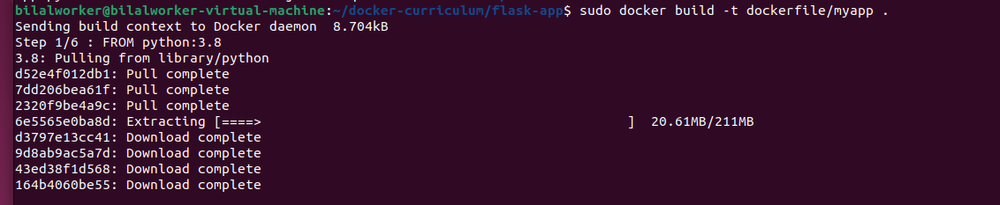 bilalworker@bilalworker-virtual-machine:~/docker-curriculum/flask-app$ sudo docker build -t dockerfile/myapp .
Sending build context to Docker daemon  8.704kB
Step 1/6 : FROM python:3.8
3.8: Pulling from library/python
d52e4f012db1: Pull complete
7dd206bea61f: Pull complete
2320f9be4a9c: Pull complete
6e5565e0ba8d: Extracting [====>                                              ]  20.61MB/211MB
d3797e13cc41: Download complete
9d8ab9ac5a7d: Download complete
43ed38f1d568: Download complete
164b4060be55: Download complete